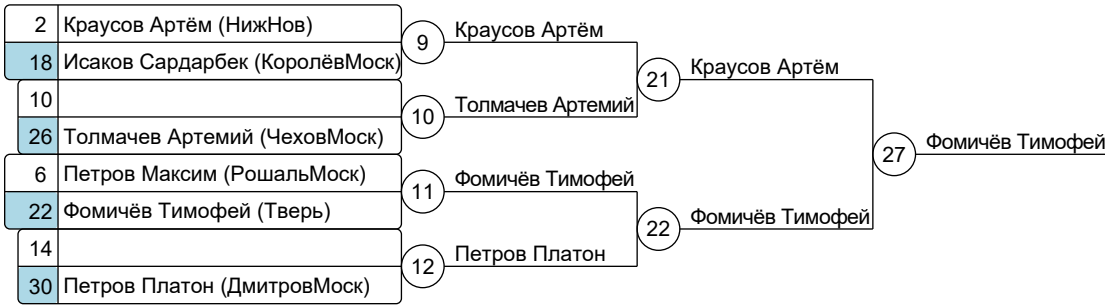 2 Краусов Артём (НижНов)
18 Исаков Сардарбек (КоролёвМоск)
10
26 Толмачев Артемий (ЧеховМоск)
6 Петров Максим (РошальМоск)
22 Фомичёв Тимофей (Тверь)
14
30 Петров Платон (ДмитровМоск)
9 Краусов Артём
10 Толмачев Артемий
11 Фомичёв Тимофей
12 Петров Платон
21 Краусов Артём
22 Фомичёв Тимофей
27 Фомичёв Тимофей